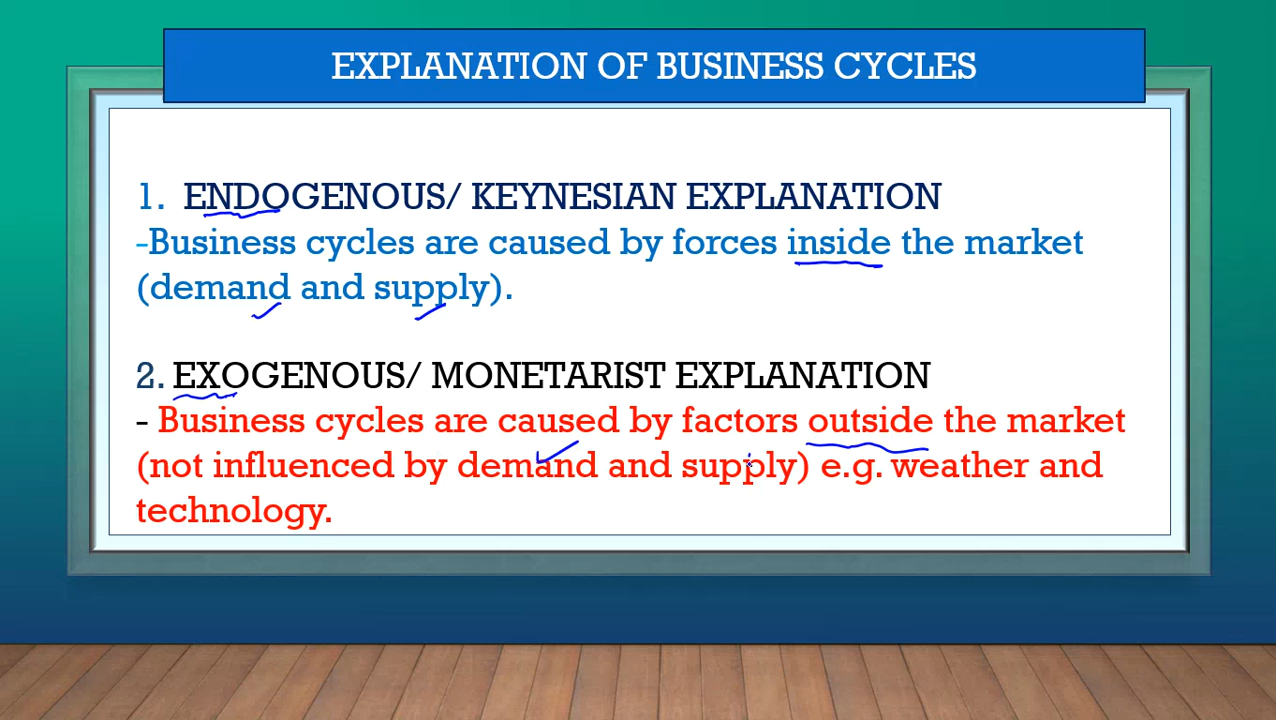 EXPLANATION OF BUSINESS CYCLES
1. ENDOGENOUS/ KEYNESIAN EXPLANATION
-Business cycles are caused by forces inside the market
(demand and supply).
2. EXOGENOUS/ MONETARIST EXPLANATION
- Business cycles are caused by factors outside the market
(not influenced by demand and supply) e.g. weather and
technology.